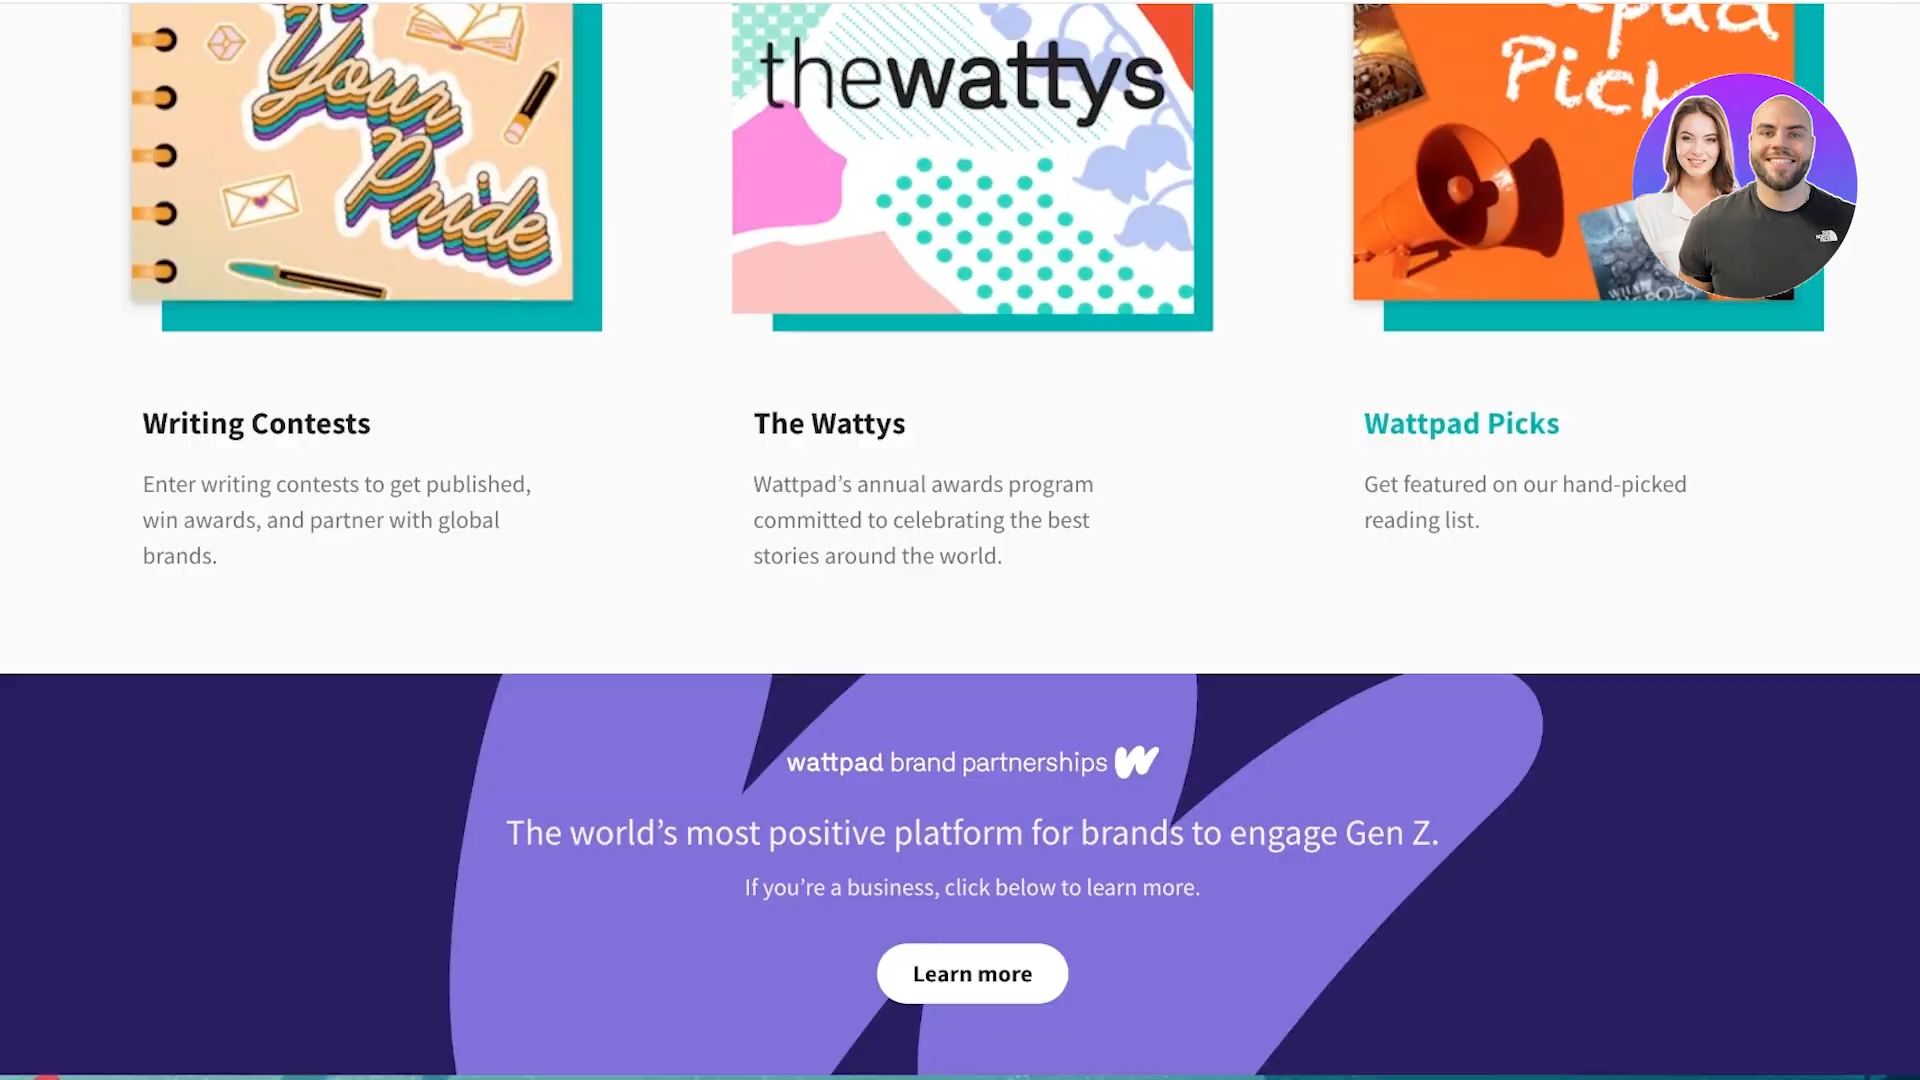 Your
Pride
thewattys
Writing Contests
Enter writing contests to get published,
win awards, and partner with global
brands.
The Wattys
Wattpad’s annual awards program
committed to celebrating the best
stories around the world.
Wattpad Picks
Get featured on our hand-picked
reading list.
wattpad brand partnerships
The world’s most positive platform for brands to engage Gen Z.
If you’re a business, click below to learn more.
Learn more